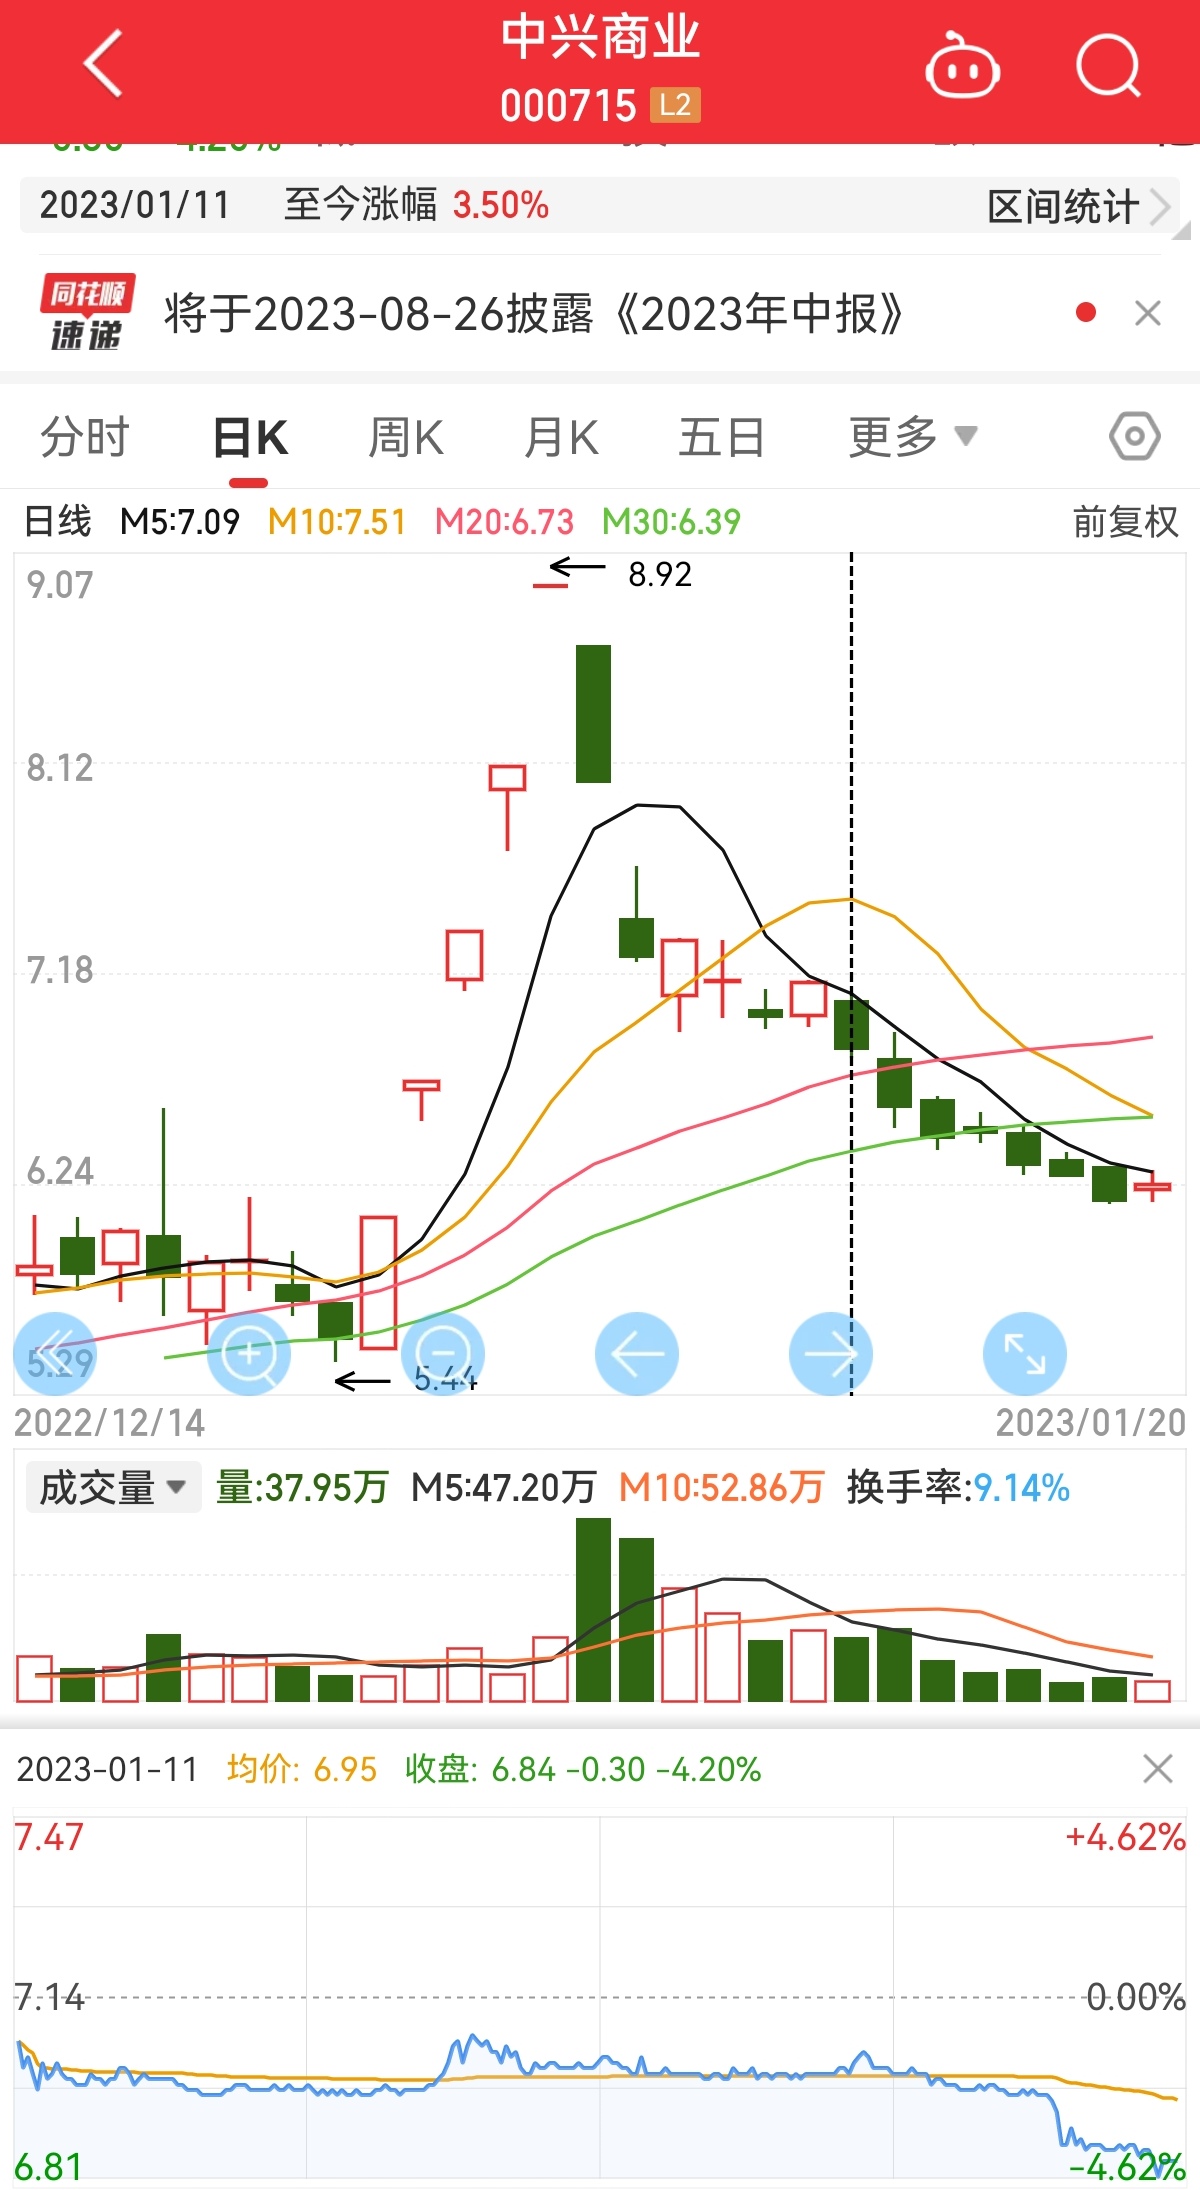 中兴商业
000715 L2
2023/01/11 至今涨幅 3.50% 区间统计
同花顺
速递
将于2023-08-26披露《2023年中报》
分时 日K 周K 月K 五日 更多
日线 M5:7.09 M10:7.51 M20:6.73 M30:6.39 前复权
9.07
8.92
8.12
7.18
6.24
5.29
5.44
2022/12/14 2023/01/20
成交量 量:37.95万 M5:47.20万 M10:52.86万 换手率:9.14%
2023-01-11 均价: 6.95 收盘: 6.84 -0.30 -4.20%
7.47 +4.62%
7.14 0.00%
6.81 -4.62%